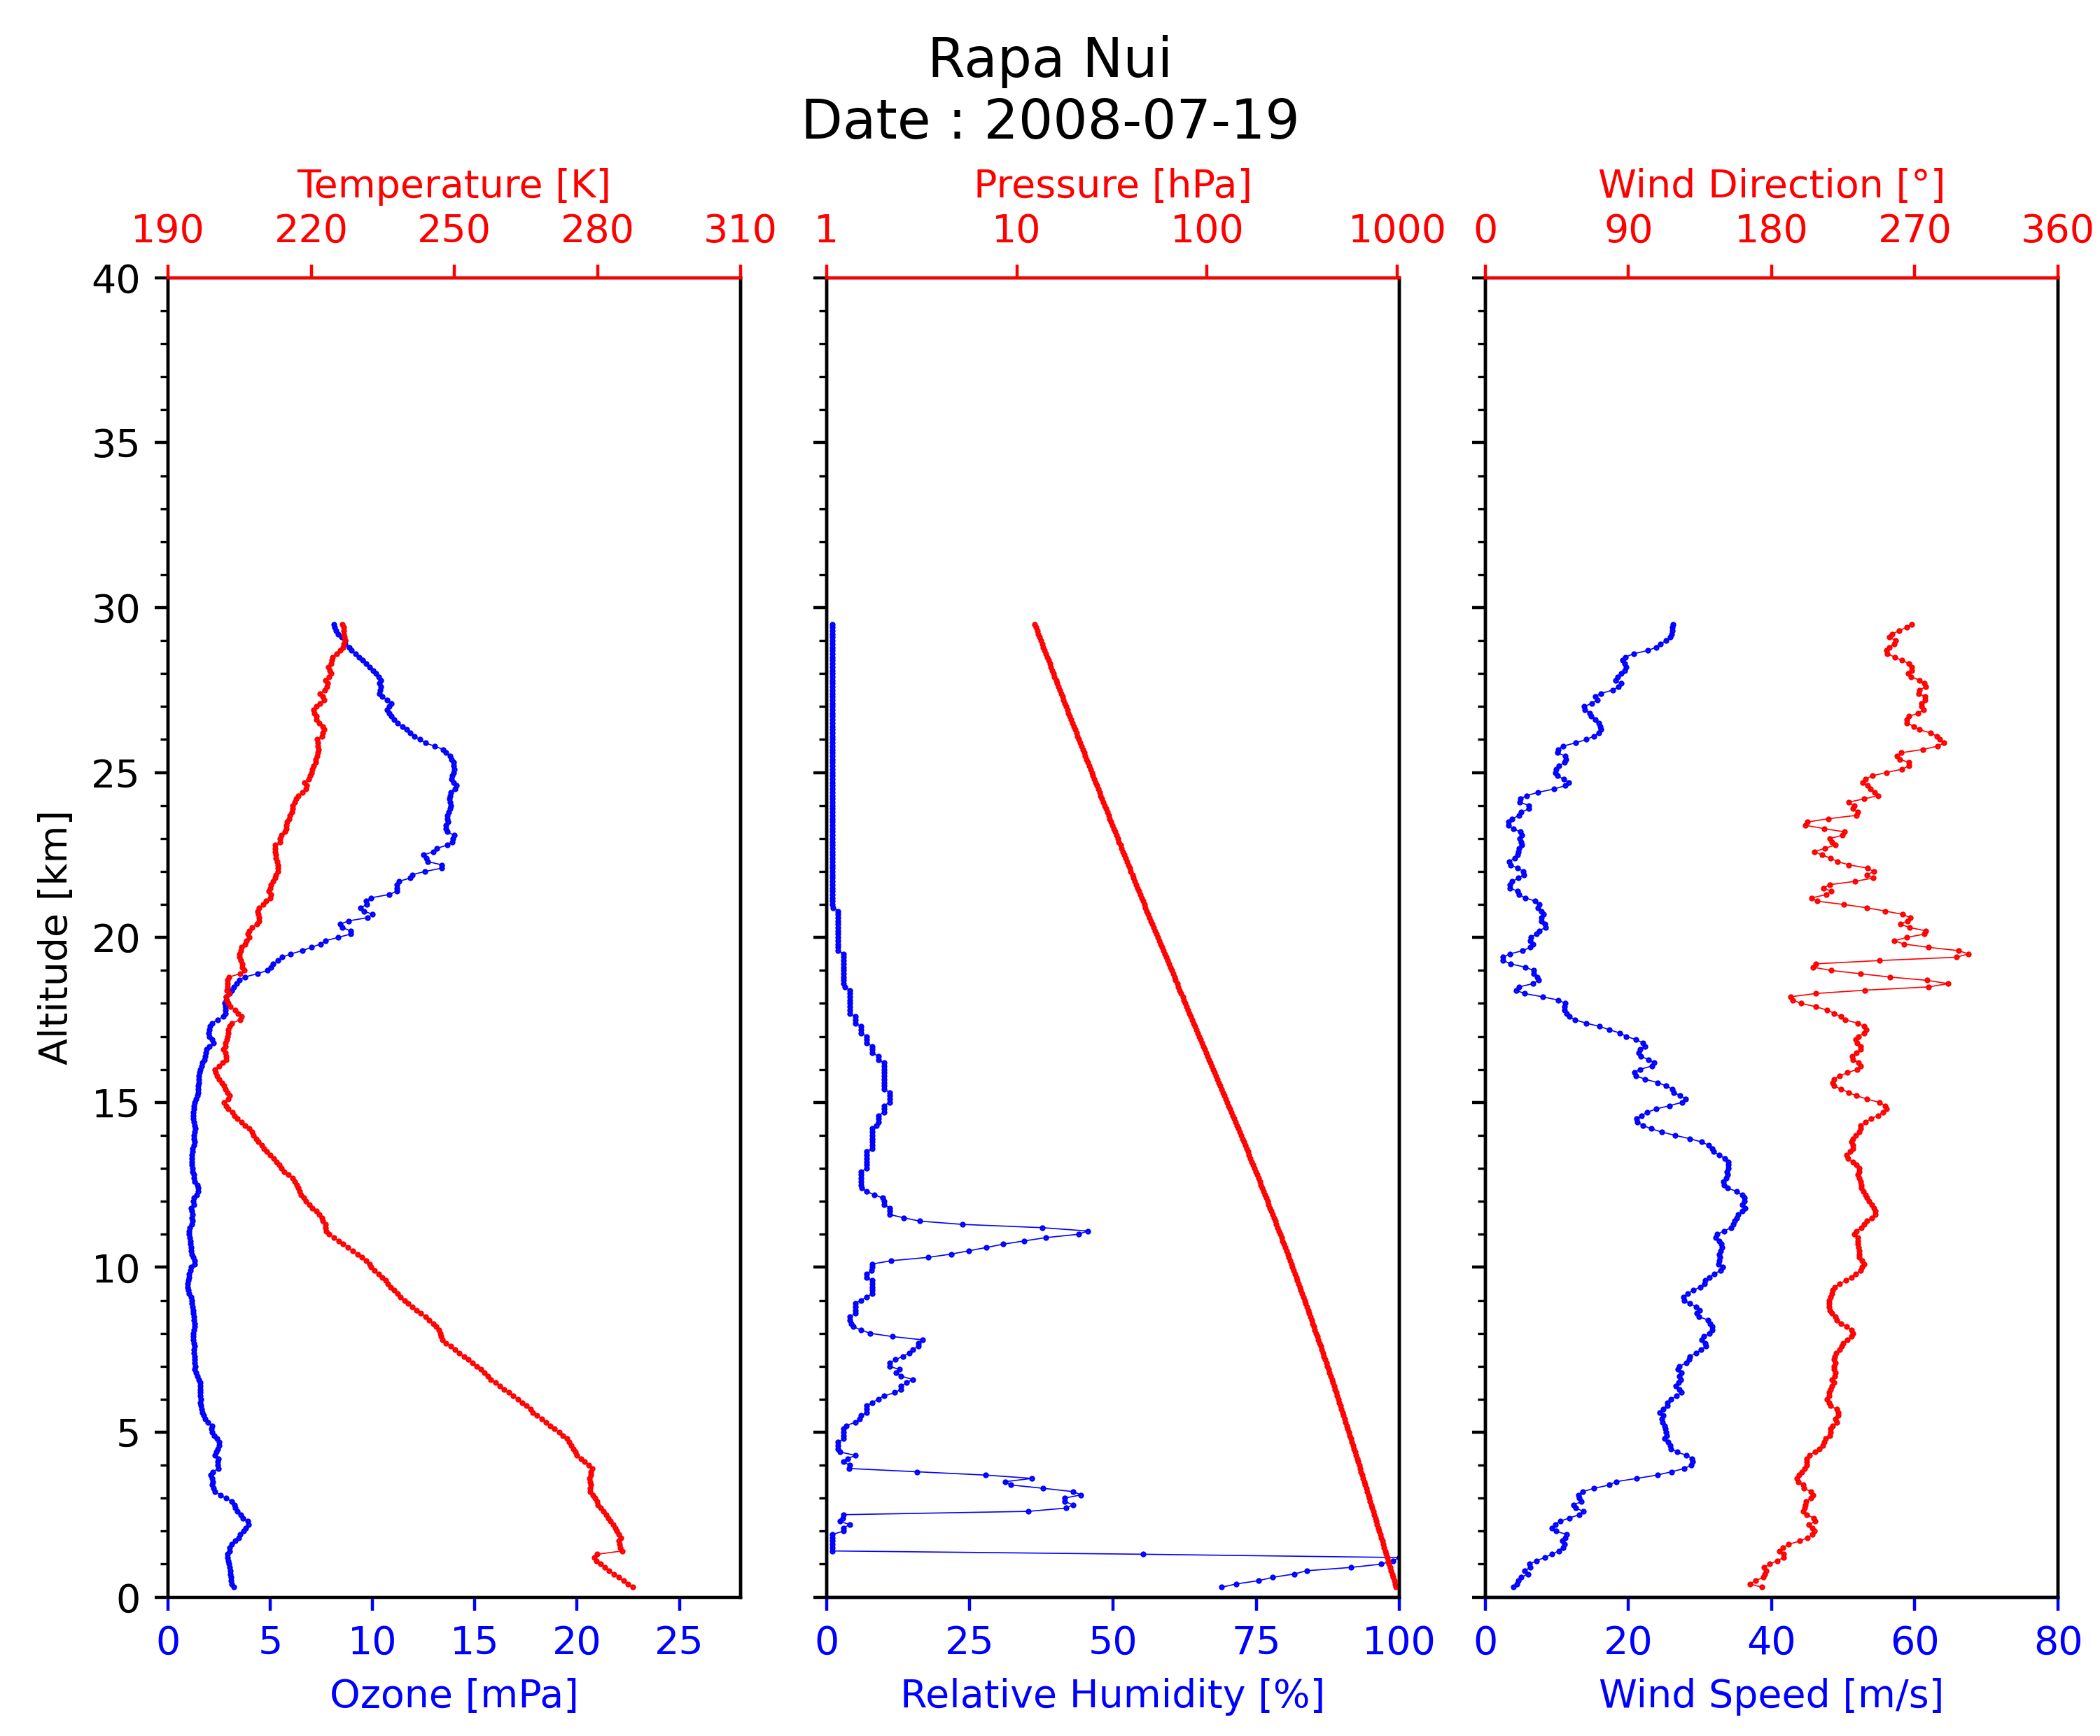 Rapa Nui
Date : 2008-07-19
Temperature [K]
190 220 250 280 310
Pressure [hPa]
1 10 100 1000
Wind Direction [°]
0 90 180 270 360
Altitude [km]
40
35
30
25
20
15
10
5
0
0 5 10 15 20 25
Ozone [mPa]
0 25 50 75 100
Relative Humidity [%]
0 20 40 60 80
Wind Speed [m/s]